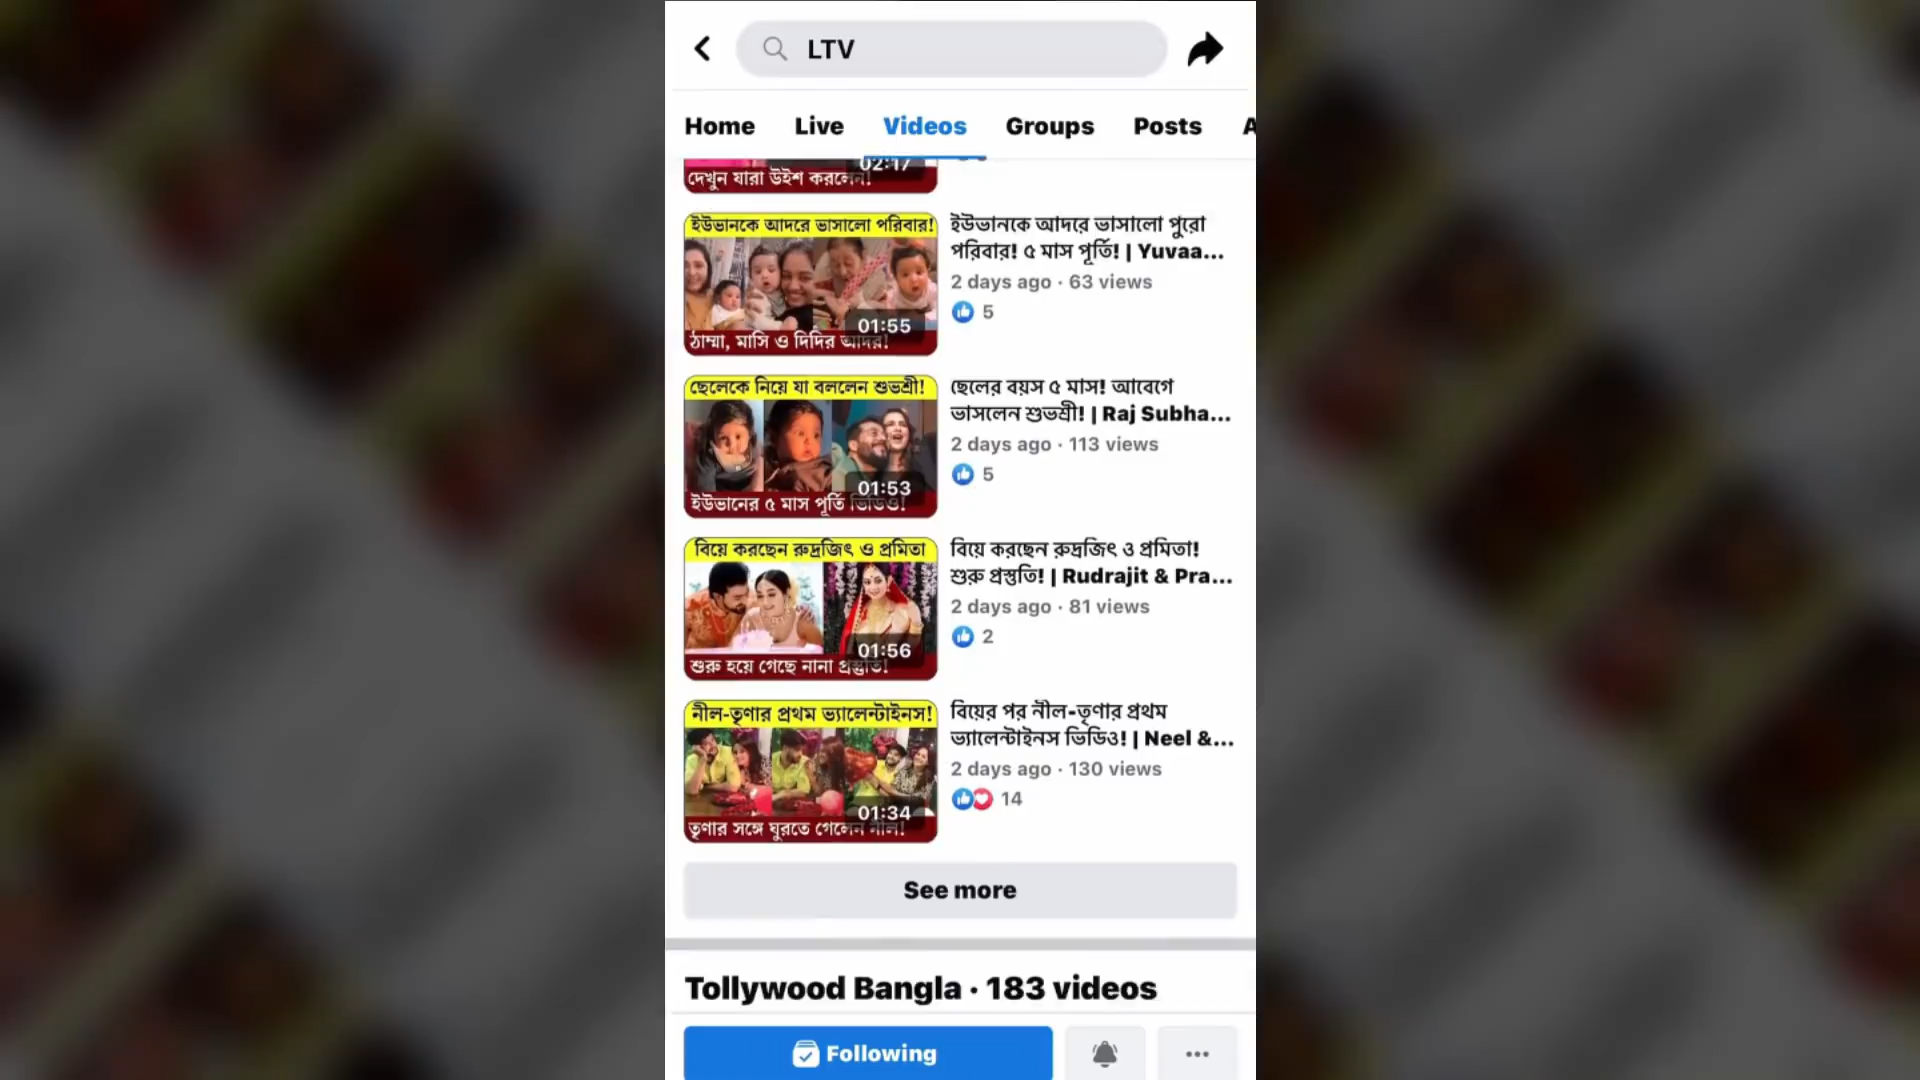 LTV
Home Live Videos Groups Posts A
02:17
দেখুন যারা উইশ করলেন!
ইউভানকে আদরে ভাসালো পরিবার!
01:55
ঠাম্মা, মাসি ও দিদির আদর!
ইউভানকে আদরে ভাসালো পুরো
পরিবার! ৫ মাস পূর্তি! | Yuvaa...
2 days ago · 63 views
5
ছেলেকে নিয়ে যা বললেন শুভশ্রী!
01:53
ইউভানের ৫ মাস পূর্তি ভিডিও!
ছেলের বয়স ৫ মাস! আবেগে
ভাসলেন শুভশ্রী! | Raj Subha...
2 days ago · 113 views
5
বিয়ে করছেন রুদ্রজিৎ ও প্রমিতা
01:56
শুরু হয়ে গেছে নানা প্রস্তুতি!
বিয়ে করছেন রুদ্রজিৎ ও প্রমিতা!
শুরু প্রস্তুতি! | Rudrajit & Pra...
2 days ago · 81 views
2
নীল-তৃণার প্রথম ভ্যালেন্টাইনস!
01:34
তৃণার সঙ্গে ঘুরতে গেলেন নীল!
বিয়ের পর নীল-তৃণার প্রথম
ভ্যালেন্টাইনস ভিডিও! | Neel &...
2 days ago · 130 views
14
See more
Tollywood Bangla · 183 videos
Following